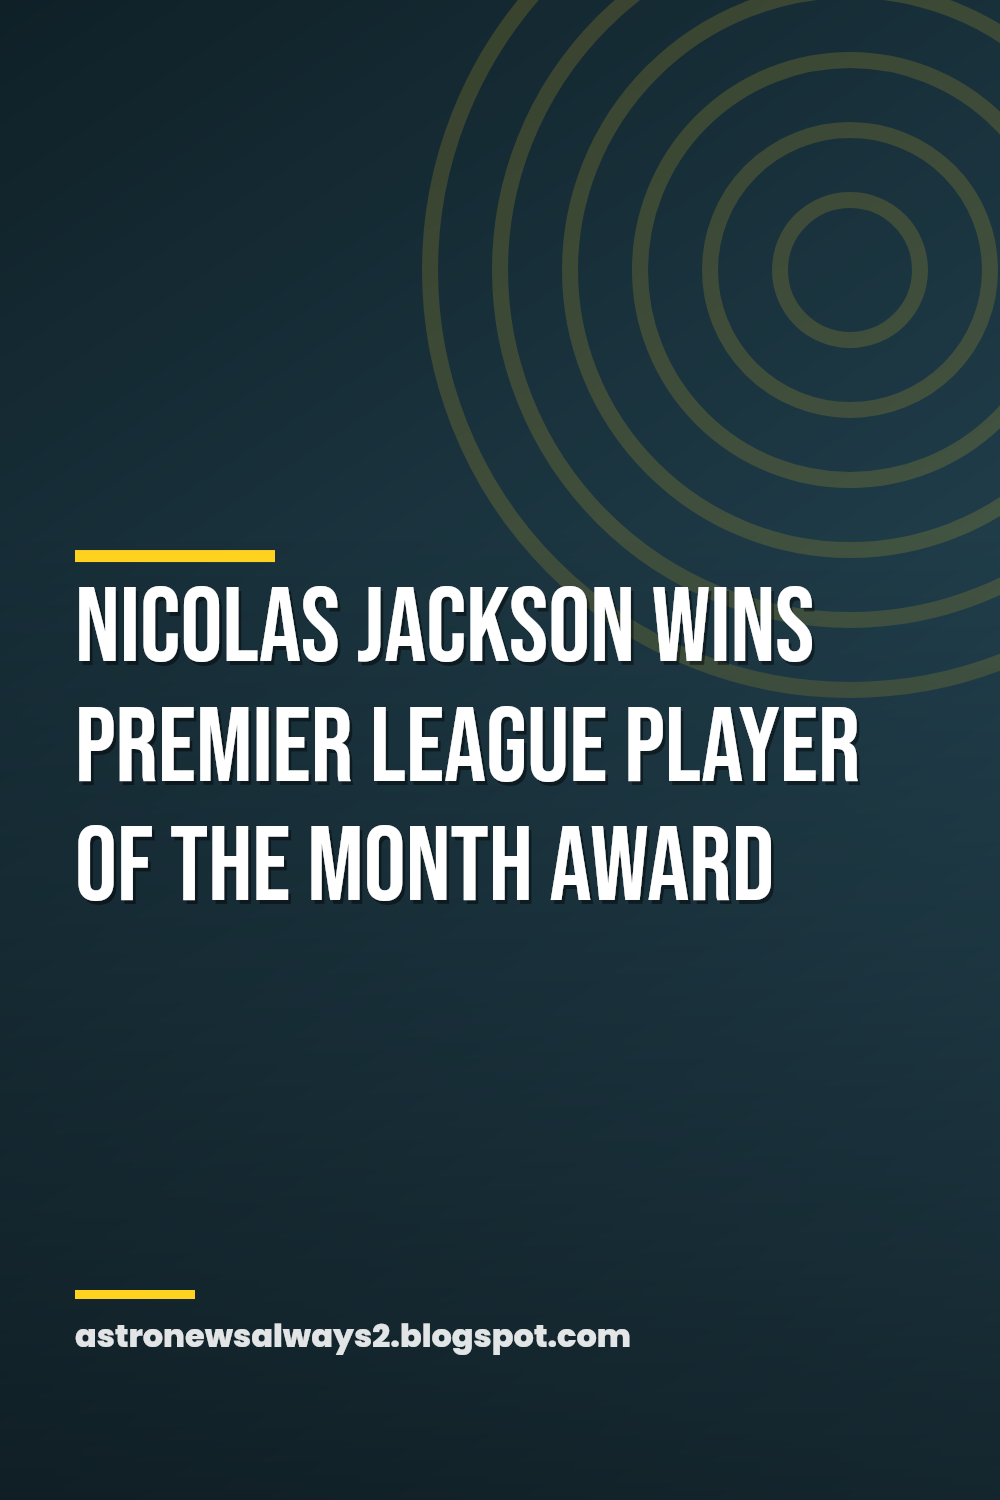 NICOLAS JACKSON WINS
PREMIER LEAGUE PLAYER
OF THE MONTH AWARD
astronewsalways2.blogspot.com